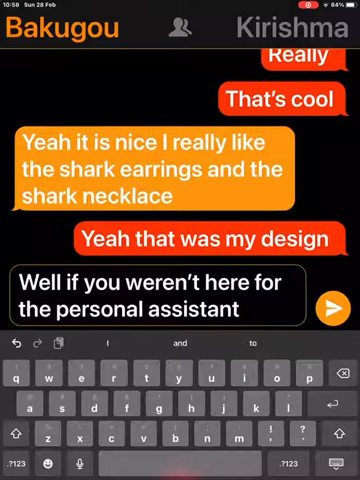 10:58 Sun 28 Feb 84%
Bakugou Kirishma
Really
That's cool
Yeah it is nice I really like
the shark earrings and the
shark necklace
Yeah that was my design
Well if you weren't here for
the personal assistant
I and to
q w e r t y u i o p
a s d f g h j k l
z x c v b n m ! , ? .
.?123 .?123